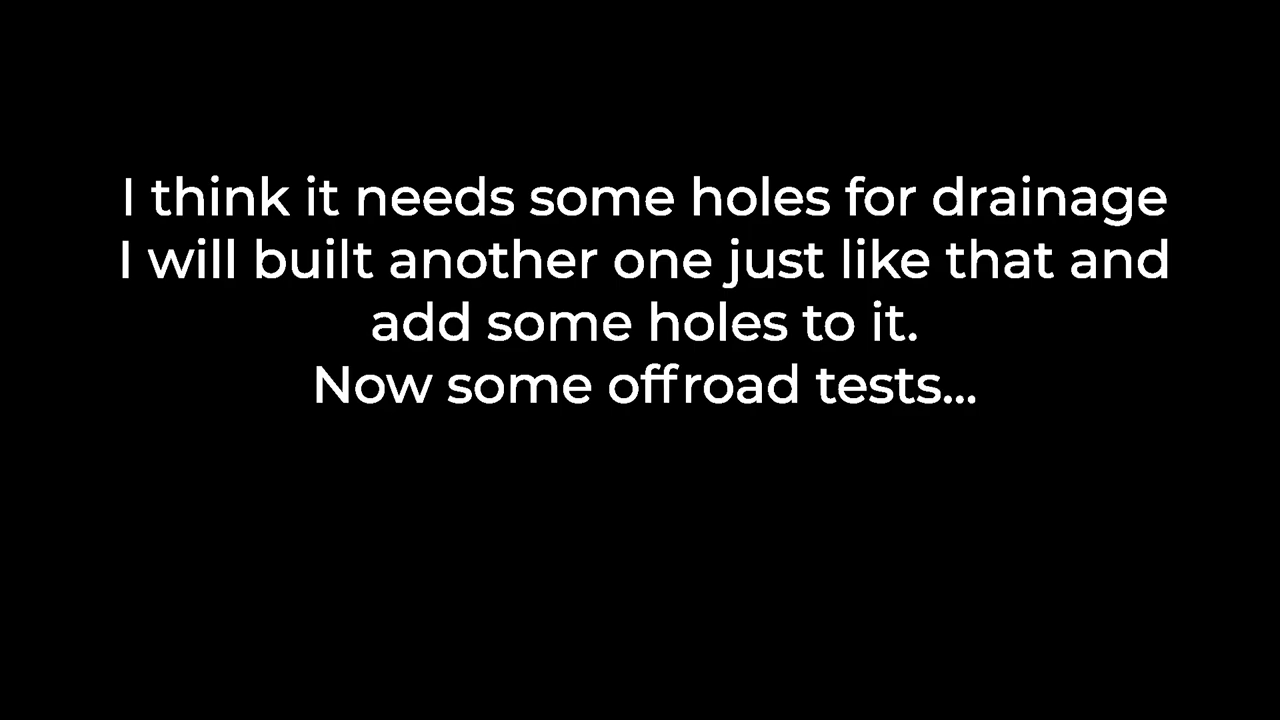 I think it needs some holes for drainage
I will built another one just like that and
add some holes to it.
Now some offroad tests...